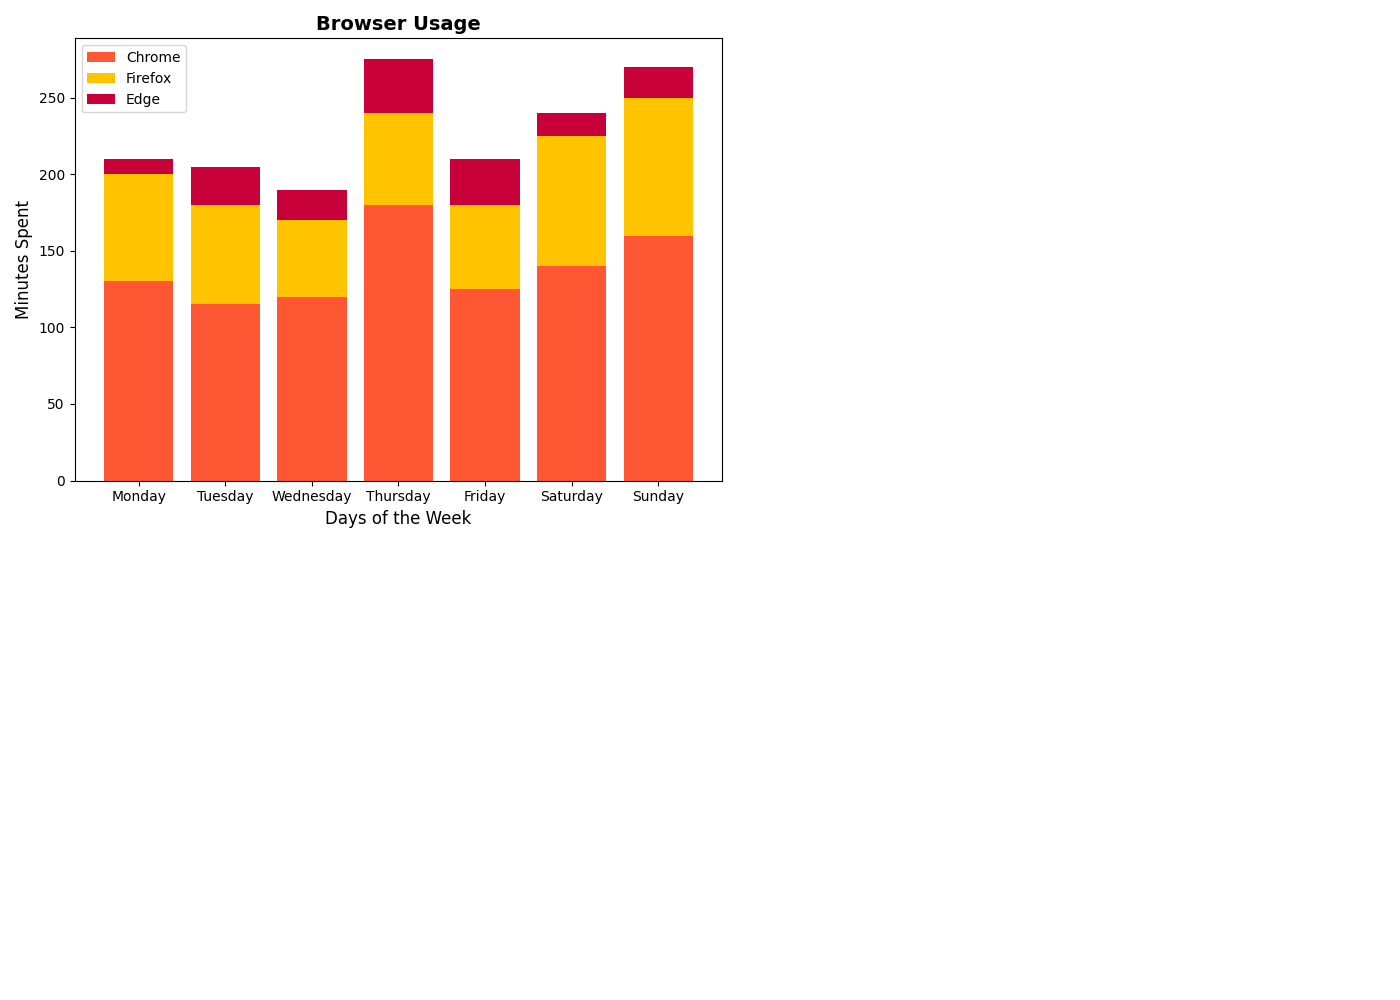 Browser Usage
Chrome
Firefox
Edge
Minutes Spent
250
200
150
100
50
0
Monday Tuesday Wednesday Thursday Friday Saturday Sunday
Days of the Week